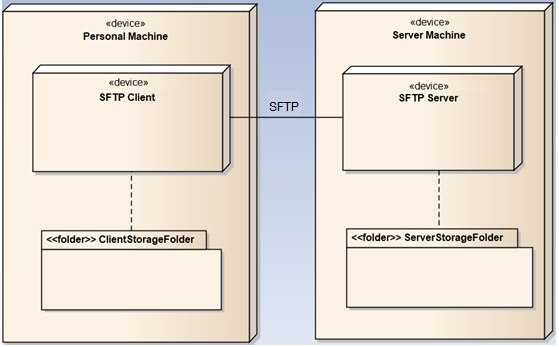 «device»
Personal Machine
«device»
SFTP Client
<<folder>> ClientStorageFolder
SFTP
«device»
Server Machine
«device»
SFTP Server
<<folder>> ServerStorageFolder